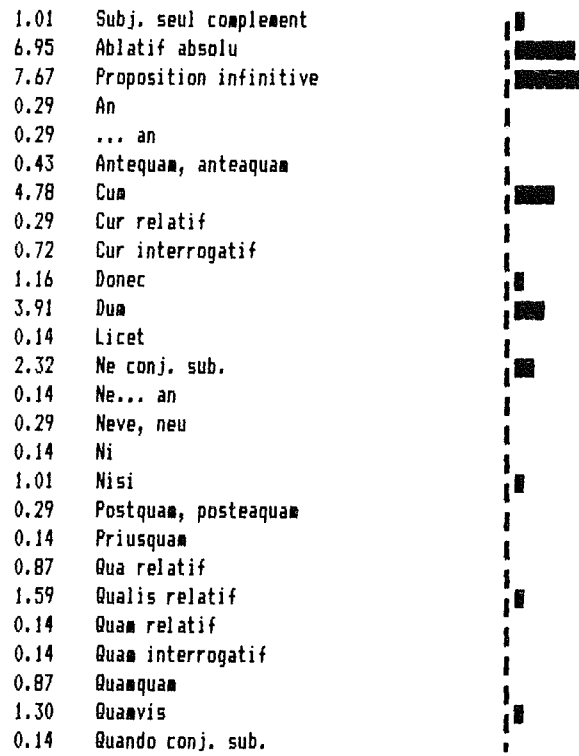 1.01 Subj. seul complement
6.95 Ablatif absolu
7.67 Proposition infinitive
0.29 An
0.29 ... an
0.43 Antequam, anteaquam
4.78 Cum
0.29 Cur relatif
0.72 Cur interrogatif
1.16 Donec
3.91 Dum
0.14 Licet
2.32 Ne conj. sub.
0.14 Ne... an
0.29 Neve, neu
0.14 Ni
1.01 Nisi
0.29 Postquam, posteaquam
0.14 Priusquam
0.87 Qua relatif
1.59 Qualis relatif
0.14 Quam relatif
0.14 Quam interrogatif
0.87 Quamquam
1.30 Quamvis
0.14 Quando conj. sub.